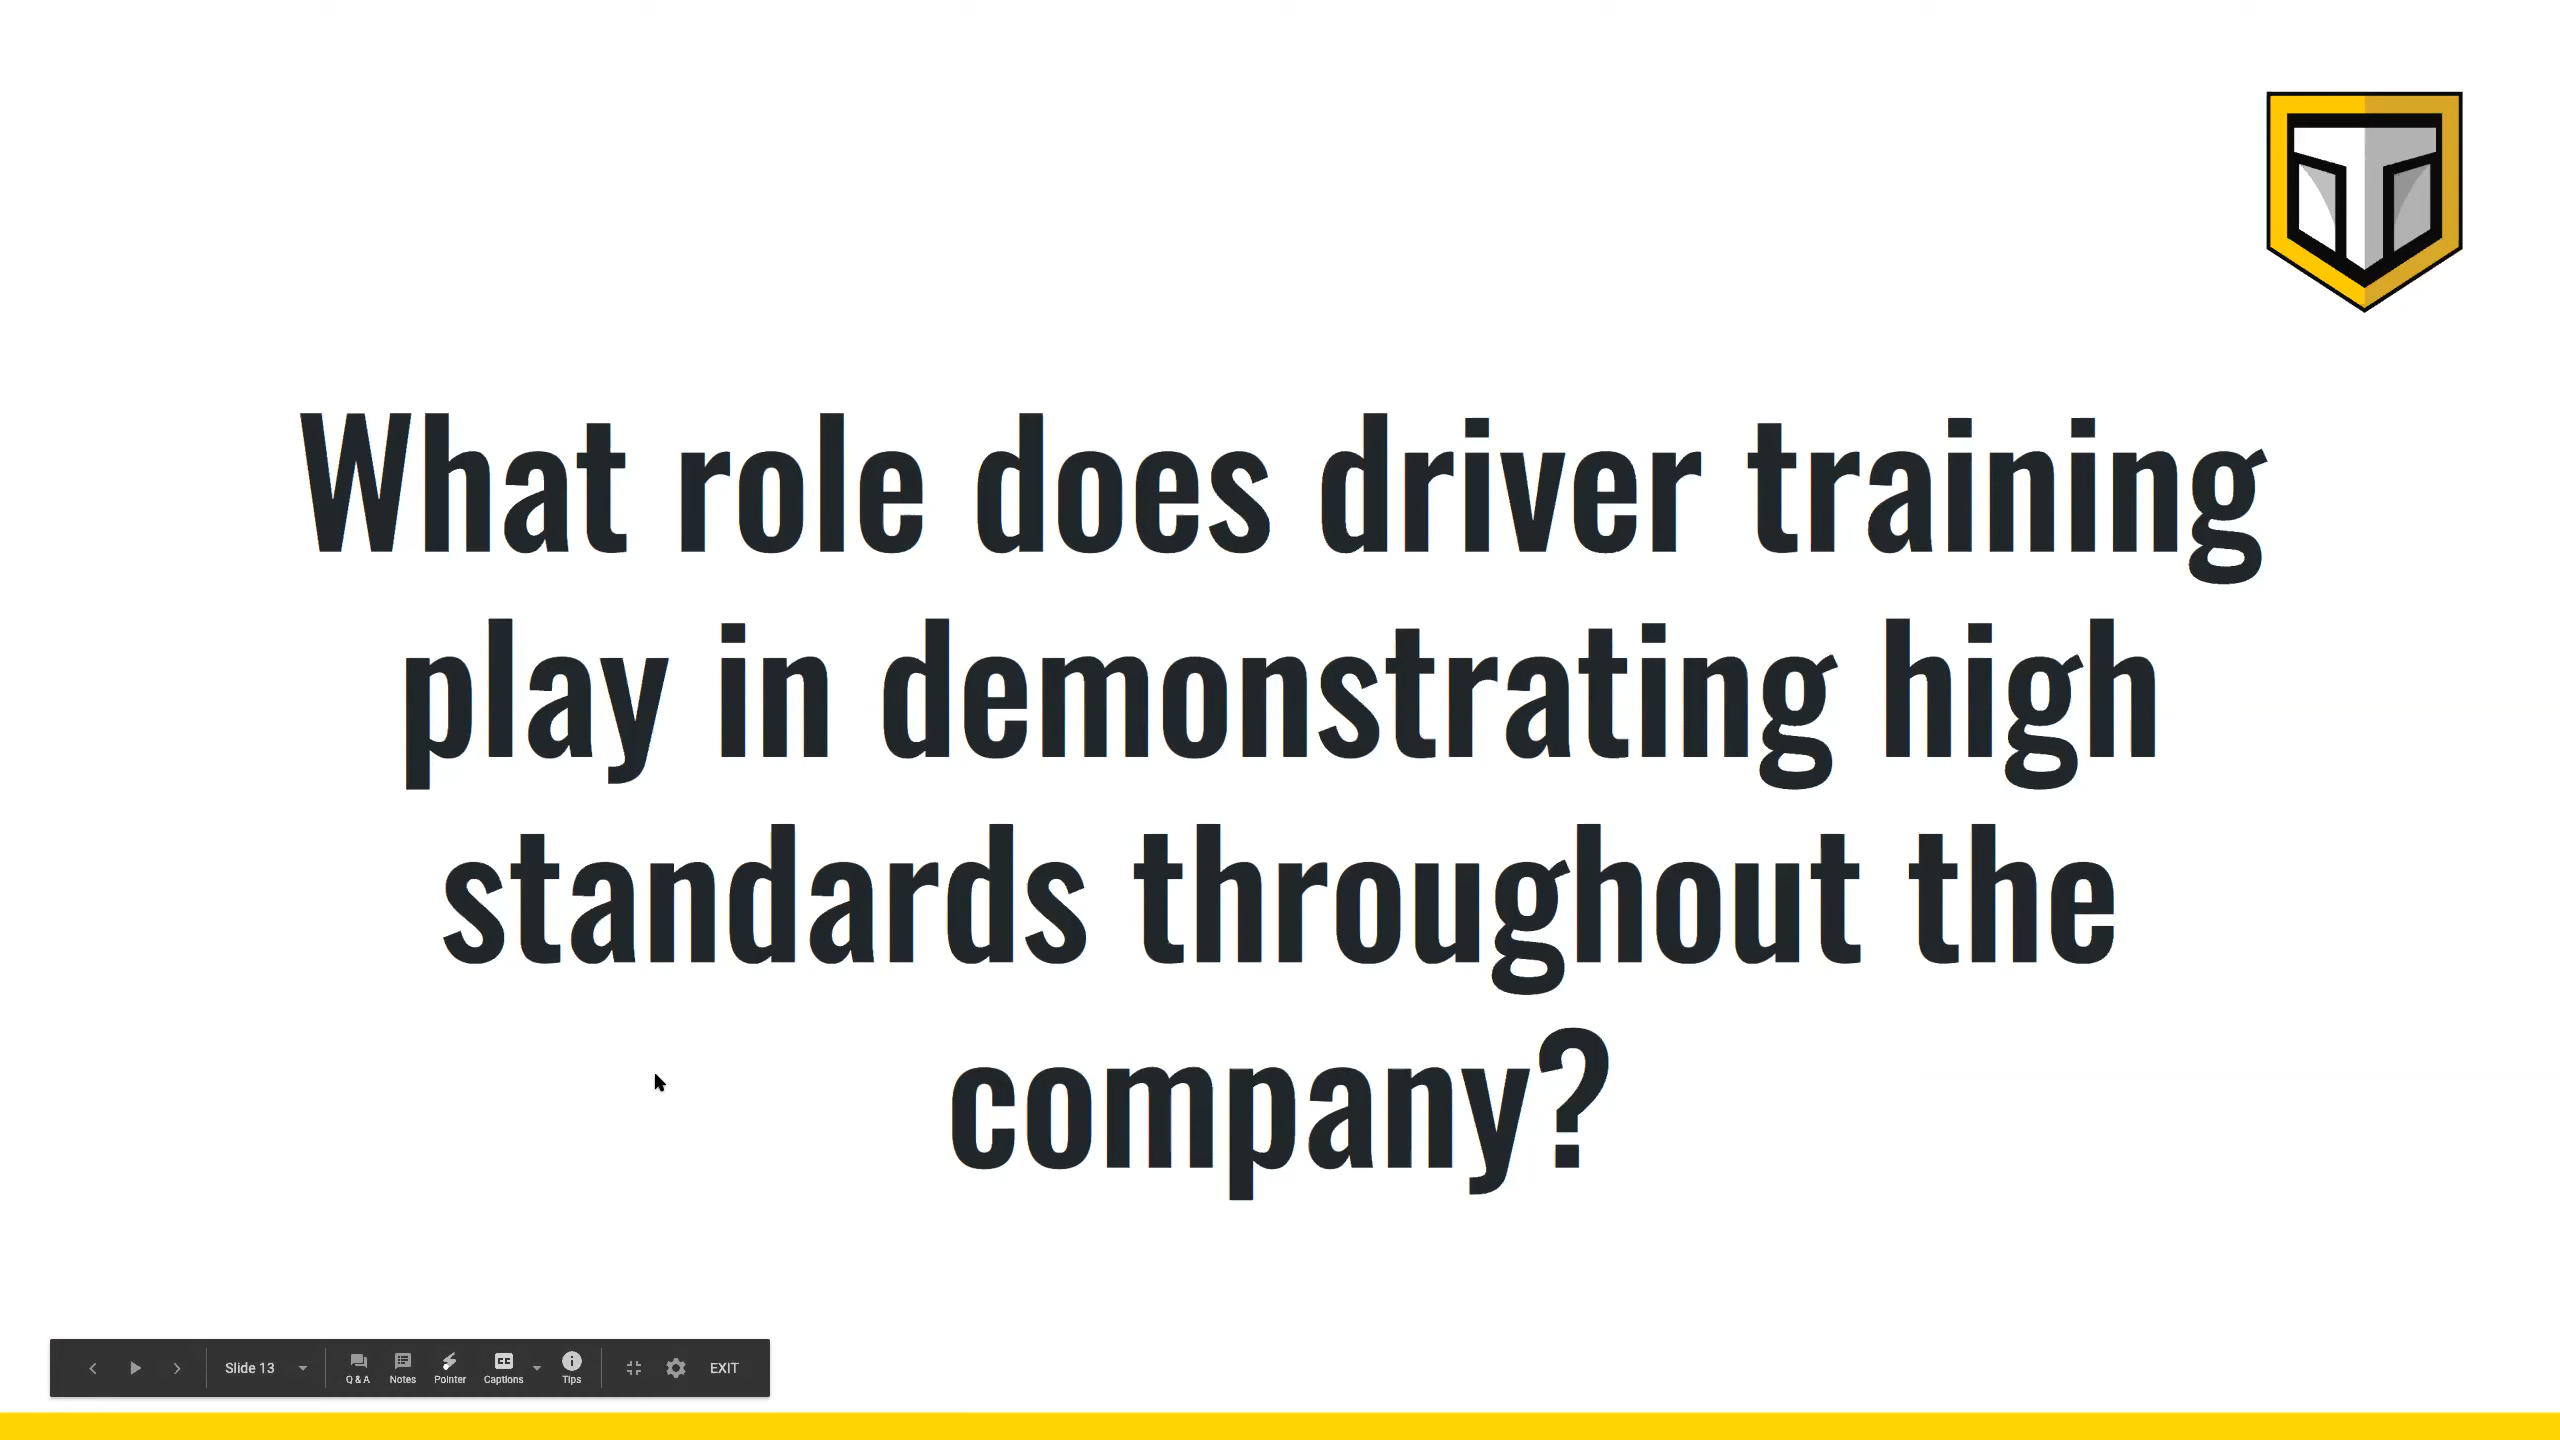 What role does driver training
play in demonstrating high
standards throughout the
company?
Slide 13
Q & A
Notes
Pointer
CC
Captions
Tips
EXIT